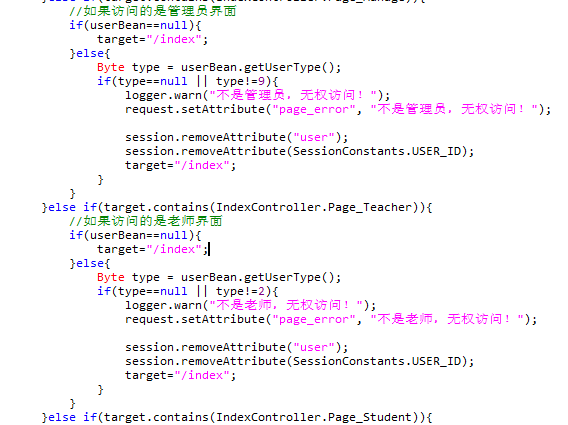 //如果访问的是管理员界面
if(userBean==null){
target="/index";
}else{
Byte type = userBean.getUserType();
if(type==null || type!=9){
logger.warn("不是管理员，无权访问！");
request.setAttribute("page_error", "不是管理员，无权访问！");
session.removeAttribute("user");
session.removeAttribute(SessionConstants.USER_ID);
target="/index";
}
}
}else if(target.contains(IndexController.Page_Teacher)){
//如果访问的是老师界面
if(userBean==null){
target="/index";
}else{
Byte type = userBean.getUserType();
if(type==null || type!=2){
logger.warn("不是老师，无权访问！");
request.setAttribute("page_error", "不是老师，无权访问！");
session.removeAttribute("user");
session.removeAttribute(SessionConstants.USER_ID);
target="/index";
}
}
}else if(target.contains(IndexController.Page_Student)){